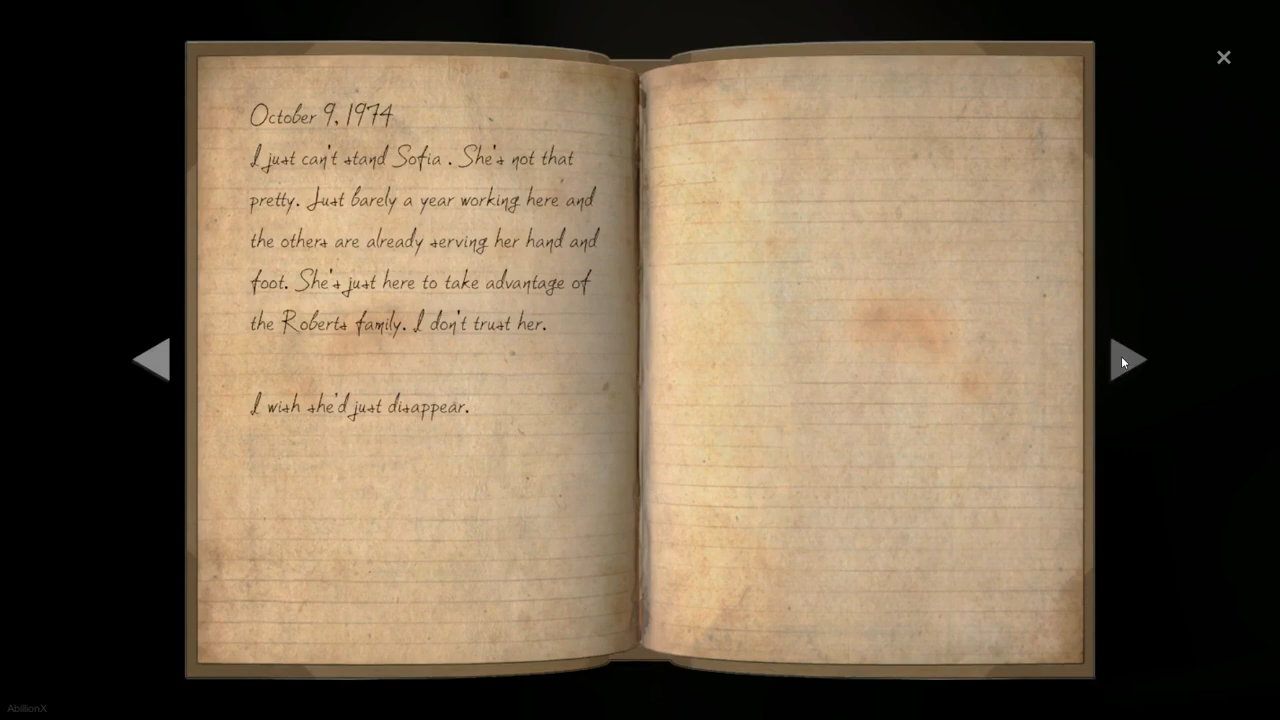 October 9, 1974
I just can't stand Sofia . She's not that
pretty. Just barely a year working here and
the others are already serving her hand and
foot. She's just here to take advantage of
the Roberts family. I don't trust her.
I wish she'd just disappear.
AbillionX